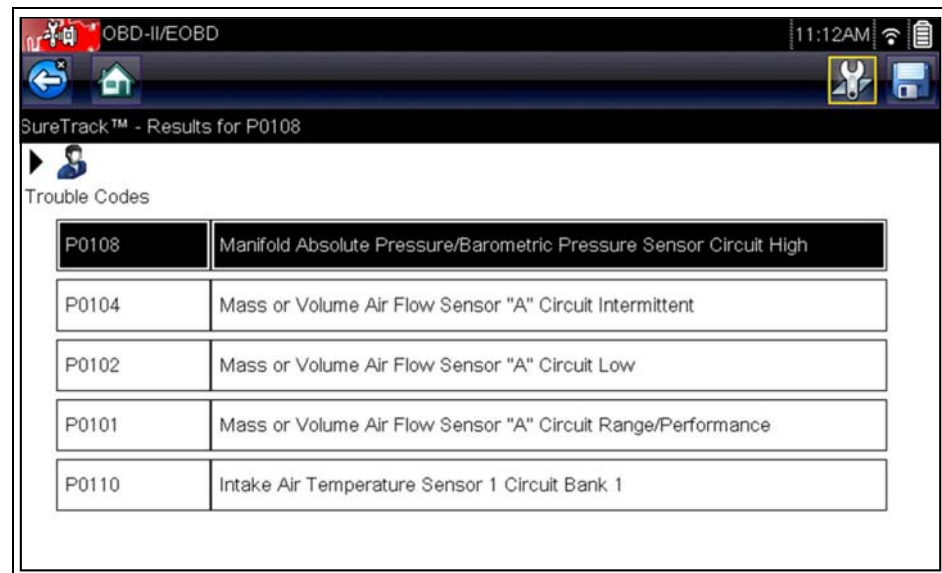 OBD-II/EOBD 11:12AM
SureTrack™ - Results for P0108
Trouble Codes
P0108 Manifold Absolute Pressure/Barometric Pressure Sensor Circuit High
P0104 Mass or Volume Air Flow Sensor "A" Circuit Intermittent
P0102 Mass or Volume Air Flow Sensor "A" Circuit Low
P0101 Mass or Volume Air Flow Sensor "A" Circuit Range/Performance
P0110 Intake Air Temperature Sensor 1 Circuit Bank 1